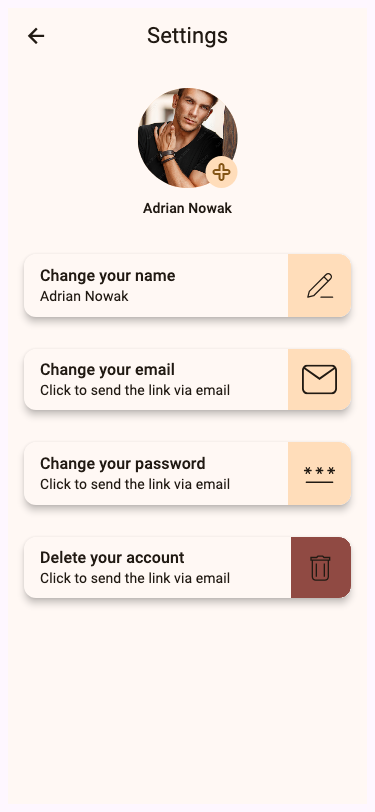 Settings
Adrian Nowak
Change your name
Adrian Nowak
Change your email
Click to send the link via email
Change your password
Click to send the link via email
***
Delete your account
Click to send the link via email